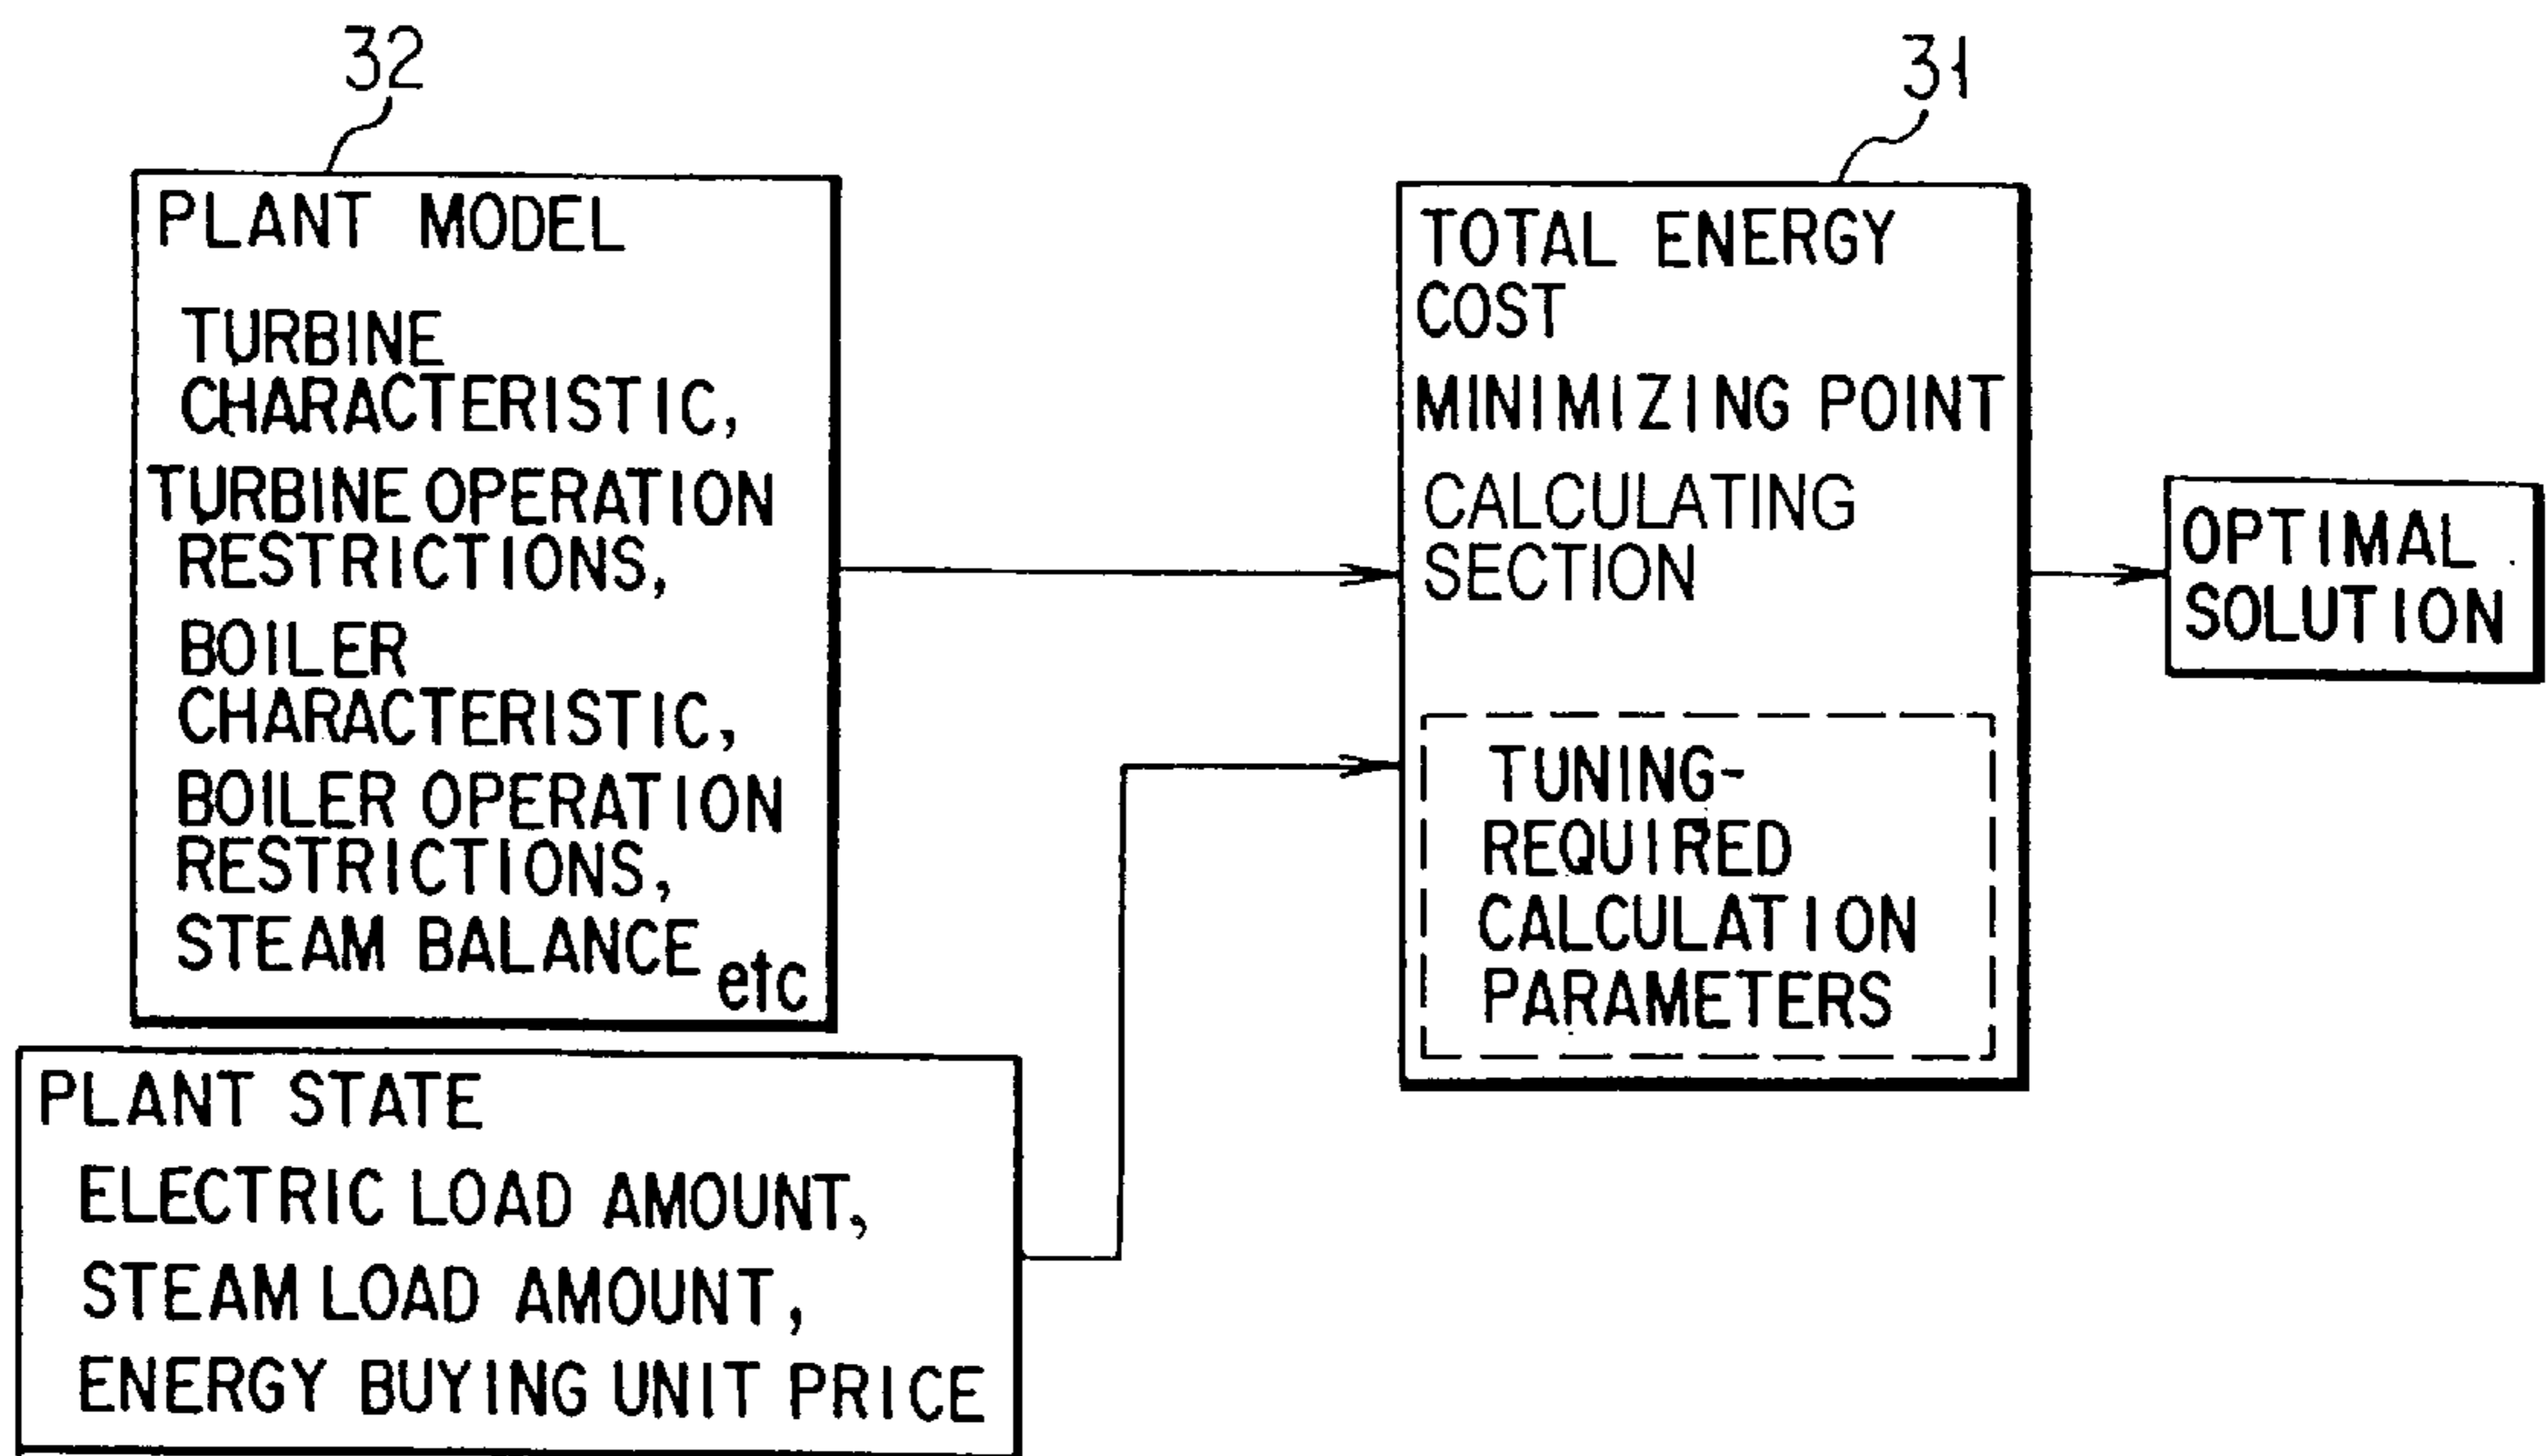 32
PLANT MODEL
TURBINE
CHARACTERISTIC,
TURBINE OPERATION
RESTRICTIONS,
BOILER
CHARACTERISTIC,
BOILER OPERATION
RESTRICTIONS,
STEAM BALANCE etc
PLANT STATE
ELECTRIC LOAD AMOUNT,
STEAM LOAD AMOUNT,
ENERGY BUYING UNIT PRICE
31
TOTAL ENERGY
COST
MINIMIZING POINT
CALCULATING
SECTION
TUNING-
REQUIRED
CALCULATION
PARAMETERS
OPTIMAL
SOLUTION